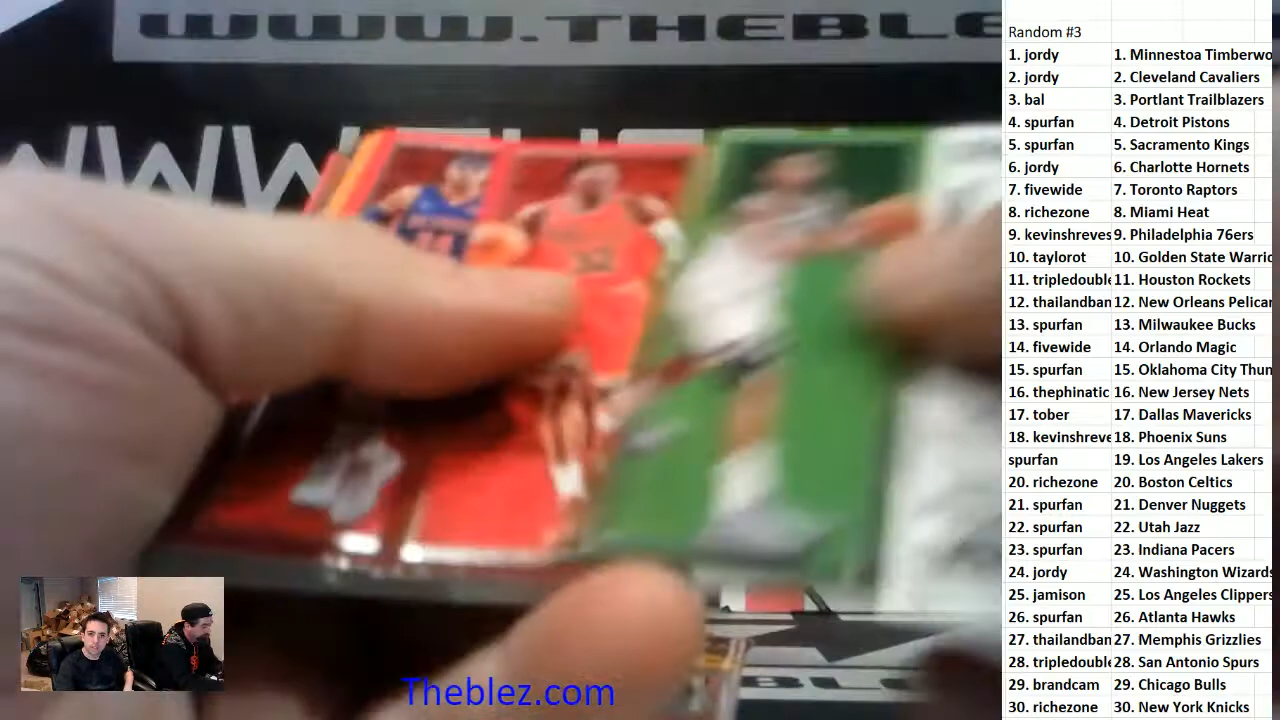 WWW.THEBLE
Random #3
1. jordy 1. Minnestoa Timberwo
2. jordy 2. Cleveland Cavaliers
3. bal 3. Portlant Trailblazers
4. spurfan 4. Detroit Pistons
5. spurfan 5. Sacramento Kings
6. jordy 6. Charlotte Hornets
7. fivewide 7. Toronto Raptors
8. richezone 8. Miami Heat
9. kevinshreves 9. Philadelphia 76ers
10. taylorot 10. Golden State Warric
11. tripledouble 11. Houston Rockets
12. thailandban 12. New Orleans Pelican
13. spurfan 13. Milwaukee Bucks
14. fivewide 14. Orlando Magic
15. spurfan 15. Oklahoma City Thun
16. thephinatic 16. New Jersey Nets
17. tober 17. Dallas Mavericks
18. kevinshreve 18. Phoenix Suns
spurfan 19. Los Angeles Lakers
20. richezone 20. Boston Celtics
21. spurfan 21. Denver Nuggets
22. spurfan 22. Utah Jazz
23. spurfan 23. Indiana Pacers
24. jordy 24. Washington Wizards
25. jamison 25. Los Angeles Clippers
26. spurfan 26. Atlanta Hawks
27. thailandban 27. Memphis Grizzlies
28. tripledouble 28. San Antonio Spurs
29. brandcam 29. Chicago Bulls
30. richezone 30. New York Knicks
Theblez.com